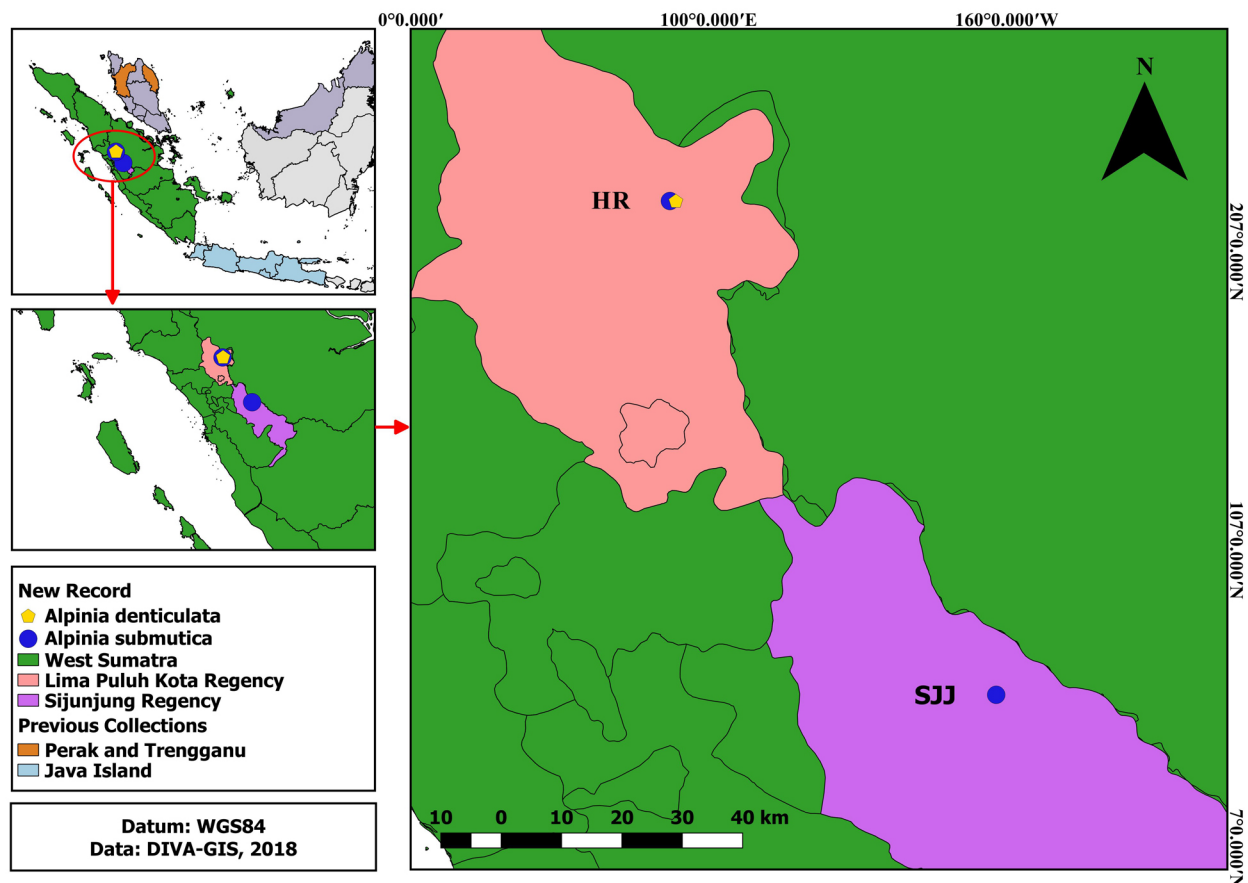 0°0.000′ 100°0.000′E 160°0.000′W
N
HR
207°0.000′N
107°0.000′N
SJJ
7°0.000′N
10 0 10 20 30 40 km
New Record
Alpinia denticulata
Alpinia submutica
West Sumatra
Lima Puluh Kota Regency
Sijunjung Regency
Previous Collections
Perak and Trengganu
Java Island
Datum: WGS84
Data: DIVA-GIS, 2018